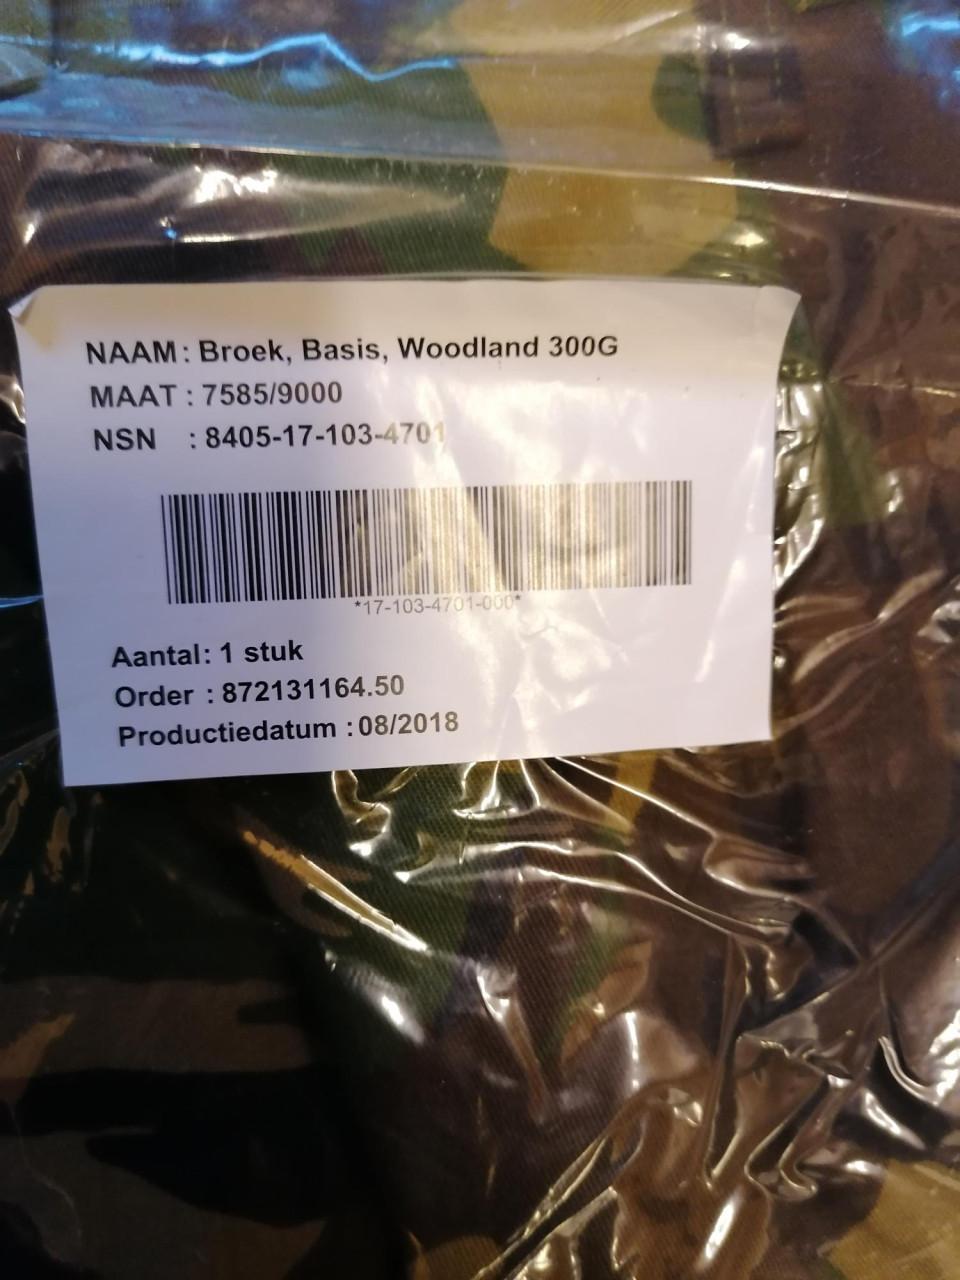 NAAM : Broek, Basis, Woodland 300G
MAAT : 7585/9000
NSN : 8405-17-103-4701
*17-103-4701-000*
Aantal: 1 stuk
Order : 872131164.50
Productiedatum : 08/2018